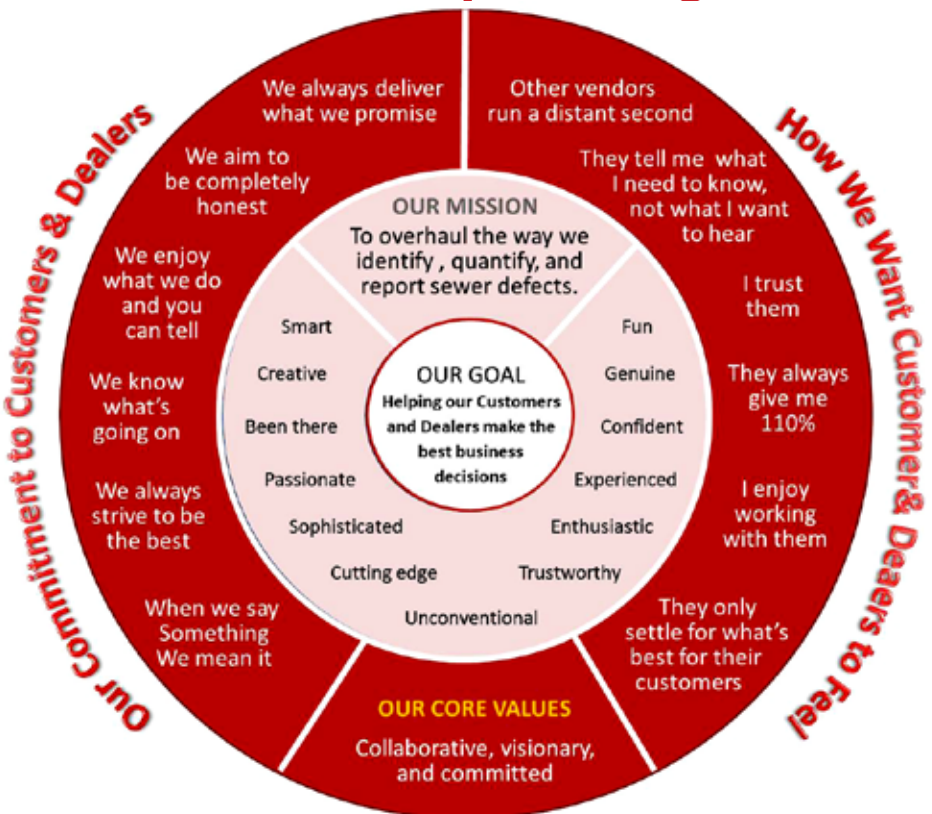 Our Commitment to Customers & Dealers
We always deliver
what we promise
We aim to
be completely
honest
We enjoy
what we do
and you
can tell
We know
what's
going on
We always
strive to be
the best
When we say
Something
We mean it
How We Want Customer& Deaers to Feel
Other vendors
run a distant second
They tell me what
I need to know,
not what I want
to hear
I trust
them
They always
give me
110%
I enjoy
working
with them
They only
settle for what's
best for their
customers
OUR MISSION
To overhaul the way we
identify , quantify, and
report sewer defects.
Smart
Creative
Been there
Passionate
Sophisticated
Cutting edge
Unconventional
Fun
Genuine
Confident
Experienced
Enthusiastic
Trustworthy
OUR GOAL
Helping our Customers
and Dealers make the
best business
decisions
OUR CORE VALUES
Collaborative, visionary,
and committed